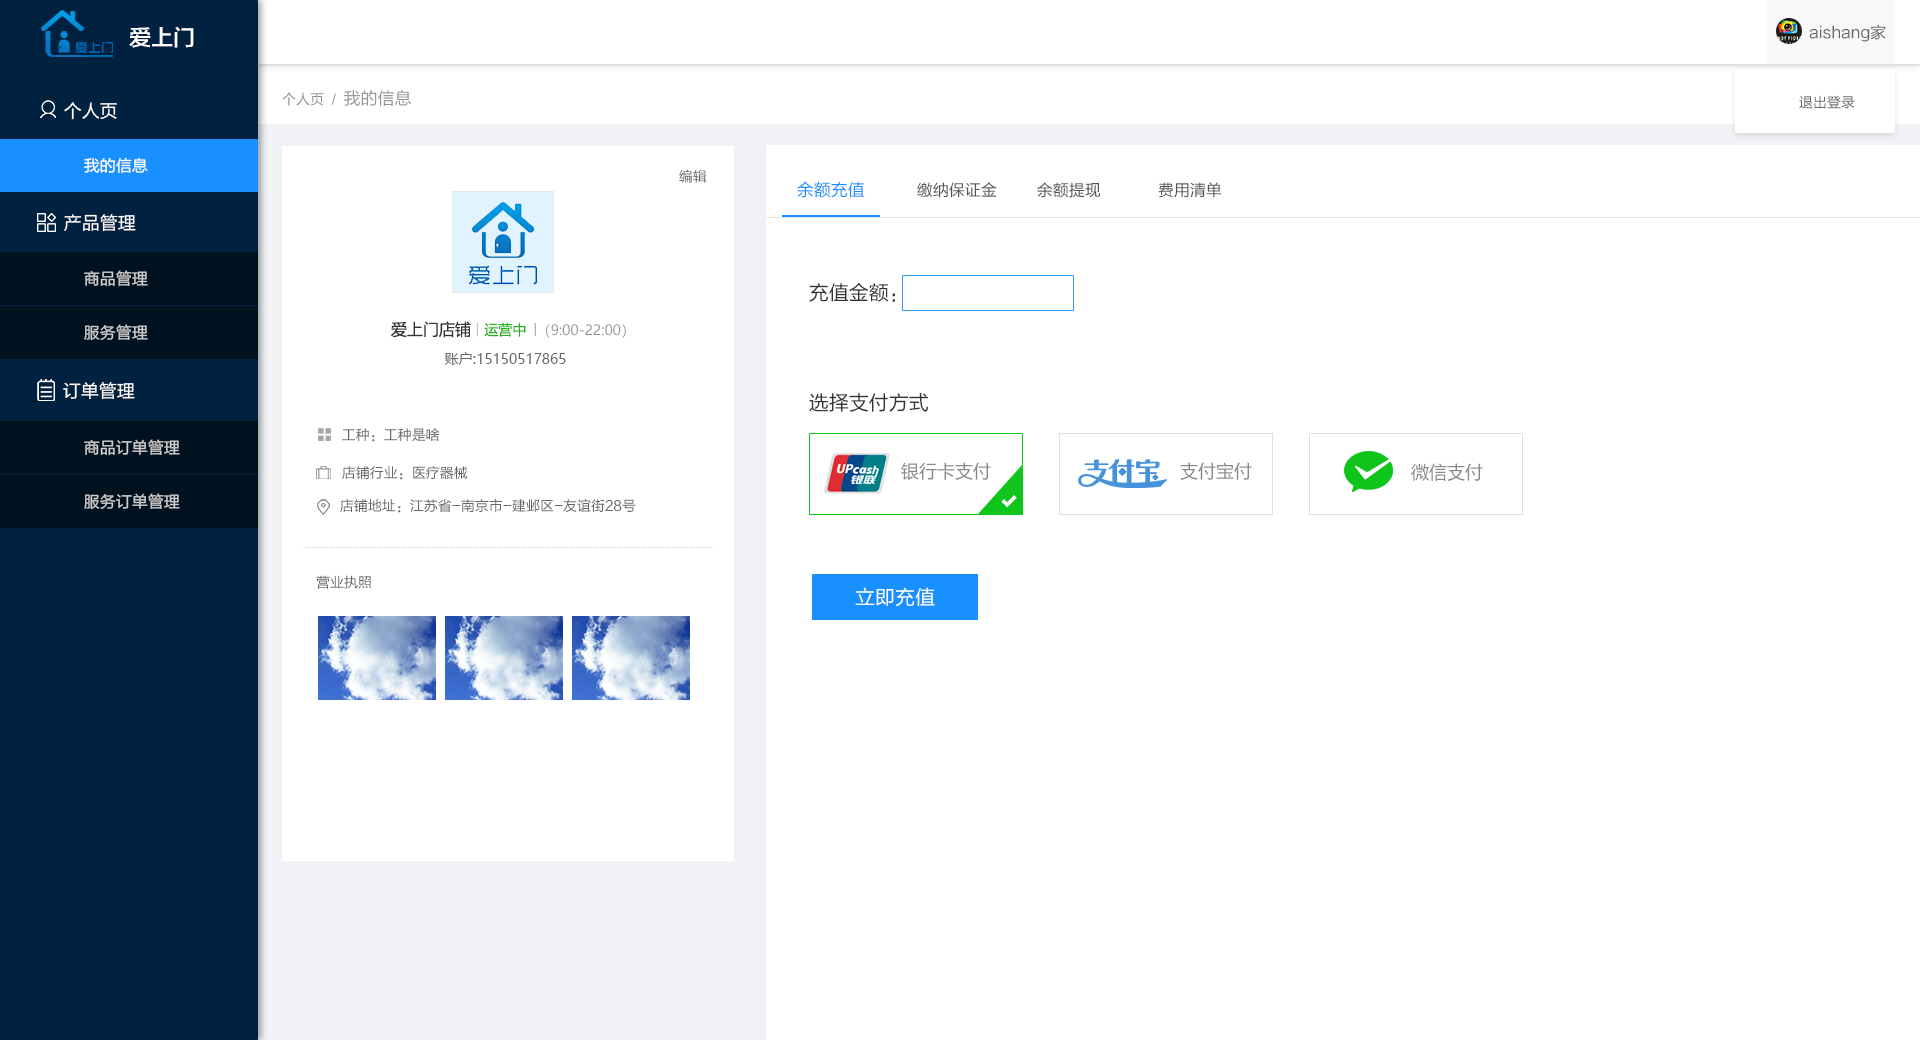 爱上门
爱上门
aishang家
退出登录
个人页 / 我的信息
个人页
我的信息
产品管理
商品管理
服务管理
订单管理
商品订单管理
服务订单管理
编辑
爱上门
爱上门店铺 | 运营中 | (9:00-22:00)
账户:15150517865
工种：工种是啥
店铺行业：医疗器械
店铺地址：江苏省-南京市-建邺区-友谊街28号
营业执照
余额充值 缴纳保证金 余额提现 费用清单
充值金额：
选择支付方式
UPcash 银联 银行卡支付
支付宝 支付宝付
微信支付
立即充值